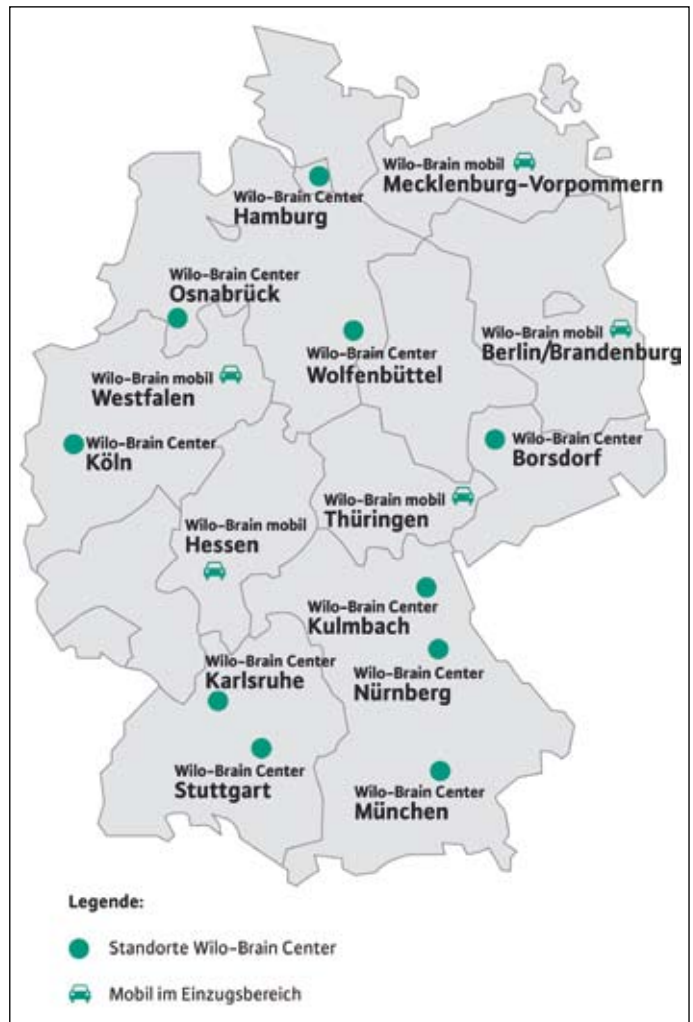 Wilo-Brain mobil
Mecklenburg-Vorpommern
Wilo-Brain Center
Hamburg
Wilo-Brain Center
Osnabrück
Wilo-Brain Center
Wolfenbüttel
Wilo-Brain mobil
Berlin/Brandenburg
Wilo-Brain mobil
Westfalen
Wilo-Brain Center
Köln
Wilo-Brain Center
Borsdorf
Wilo-Brain mobil
Thüringen
Wilo-Brain mobil
Hessen
Wilo-Brain Center
Kulmbach
Wilo-Brain Center
Nürnberg
Wilo-Brain Center
Karlsruhe
Wilo-Brain Center
Stuttgart
Wilo-Brain Center
München
Legende:
Standorte Wilo-Brain Center
Mobil im Einzugsbereich